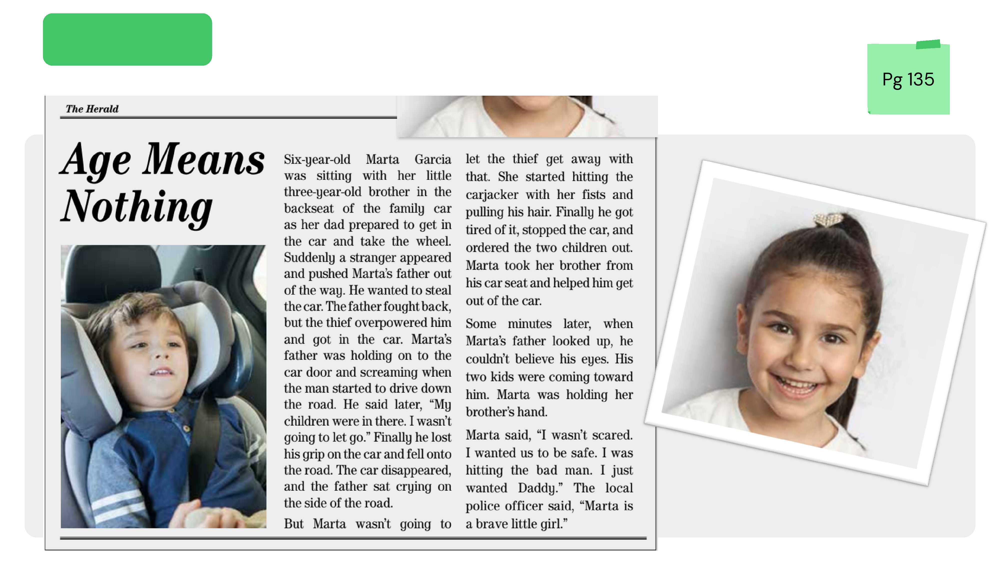 Pg 135
The Herald
Age Means
Nothing
Six-year-old Marta Garcia
was sitting with her little
three-year-old brother in the
backseat of the family car
as her dad prepared to get in
the car and take the wheel.
Suddenly a stranger appeared
and pushed Marta's father out
of the way. He wanted to steal
the car. The father fought back,
but the thief overpowered him
and got in the car. Marta's
father was holding on to the
car door and screaming when
the man started to drive down
the road. He said later, “My
children were in there. I wasn't
going to let go.” Finally he lost
his grip on the car and fell onto
the road. The car disappeared,
and the father sat crying on
the side of the road.
But Marta wasn't going to
let the thief get away with
that. She started hitting the
carjacker with her fists and
pulling his hair. Finally he got
tired of it, stopped the car, and
ordered the two children out.
Marta took her brother from
his car seat and helped him get
out of the car.
Some minutes later, when
Marta's father looked up, he
couldn't believe his eyes. His
two kids were coming toward
him. Marta was holding her
brother's hand.
Marta said, “I wasn't scared.
I wanted us to be safe. I was
hitting the bad man. I just
wanted Daddy.” The local
police officer said, “Marta is
a brave little girl.”